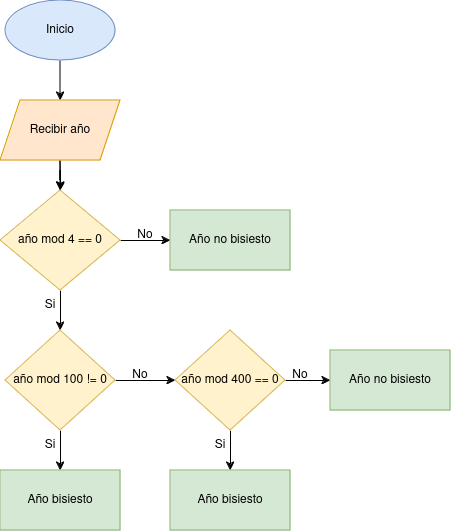 Inicio
Recibir año
año mod 4 == 0
No
Año no bisiesto
Si
año mod 100 != 0
No
año mod 400 == 0
No
Año no bisiesto
Si
Si
Año bisiesto
Año bisiesto